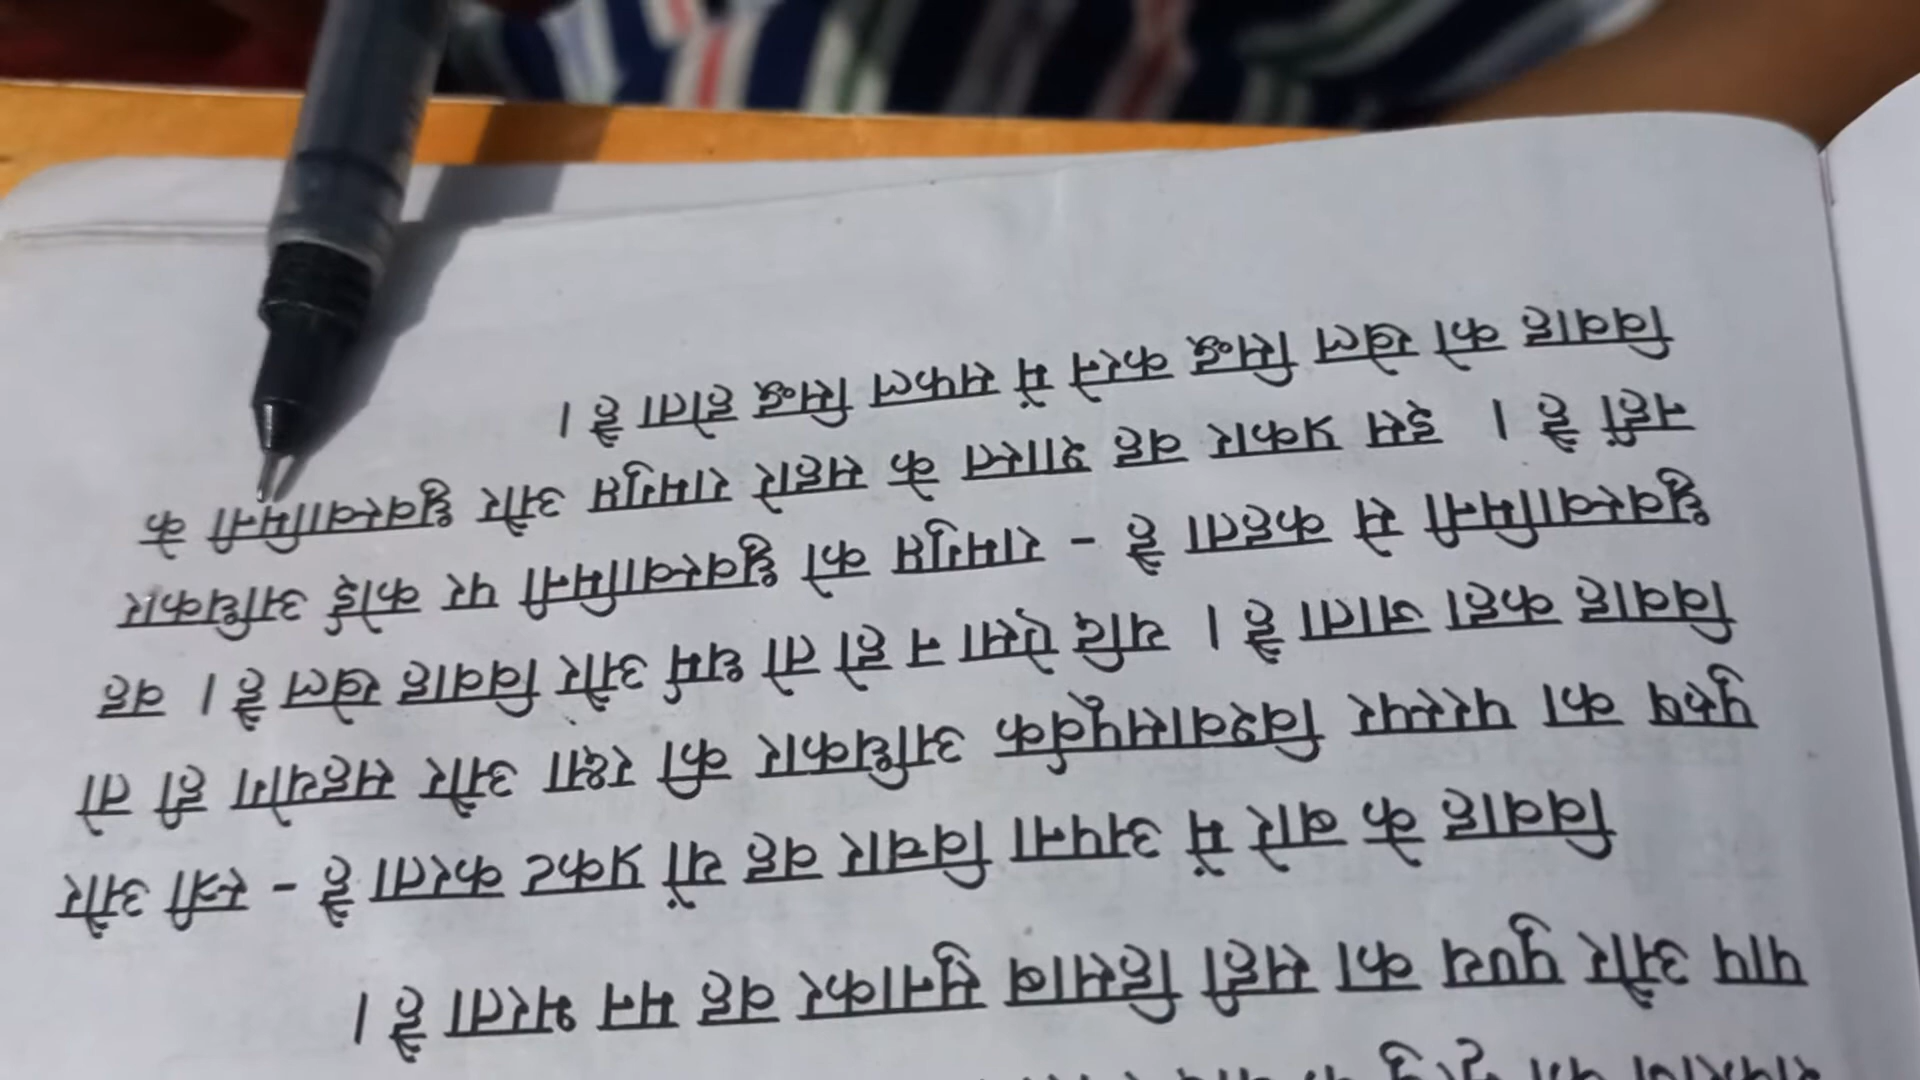 पाप और पुण्य का सही हिसाब सुनाकर वह मन भरता है।
विवाह के बारे में अपना विचार वह यों प्रकट करता है - स्त्री और
पुरुष का परस्पर विश्वासपूर्वक अधिकार की रक्षा और सहयोग ही तो
विवाह कहा जाता है। यदि ऐसा न हो तो धर्म और विवाह खेल है। वह
ध्रुवस्वामिनी से कहता है - रामगुप्त को ध्रुवस्वामिनी पर कोई अधिकार
नहीं है। इस प्रकार वह शास्त्र के सहारे रामगुप्त और ध्रुवस्वामिनी के
विवाह को खेल सिद्ध करने में सफल सिद्ध होता है।